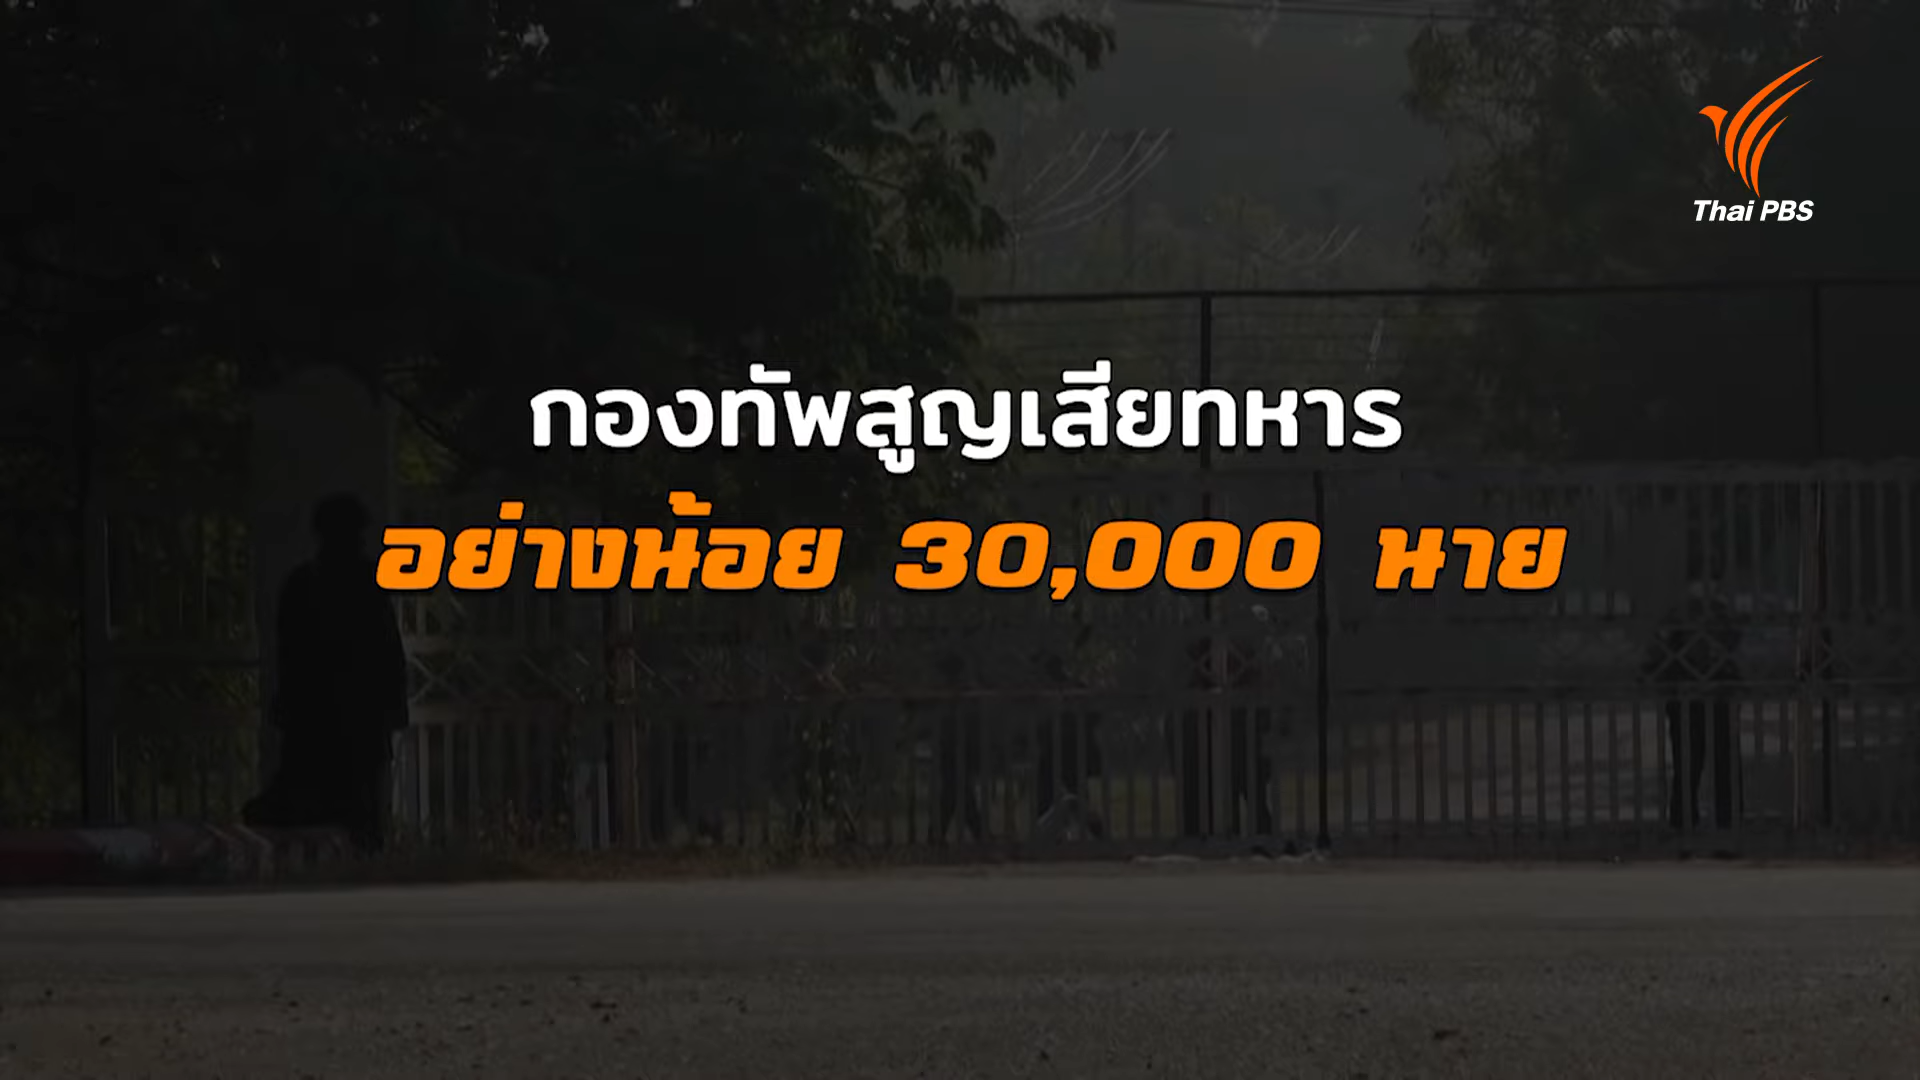 Thai PBS
กองทัพสูญเสียทหาร
อย่างน้อย 30,000 นาย